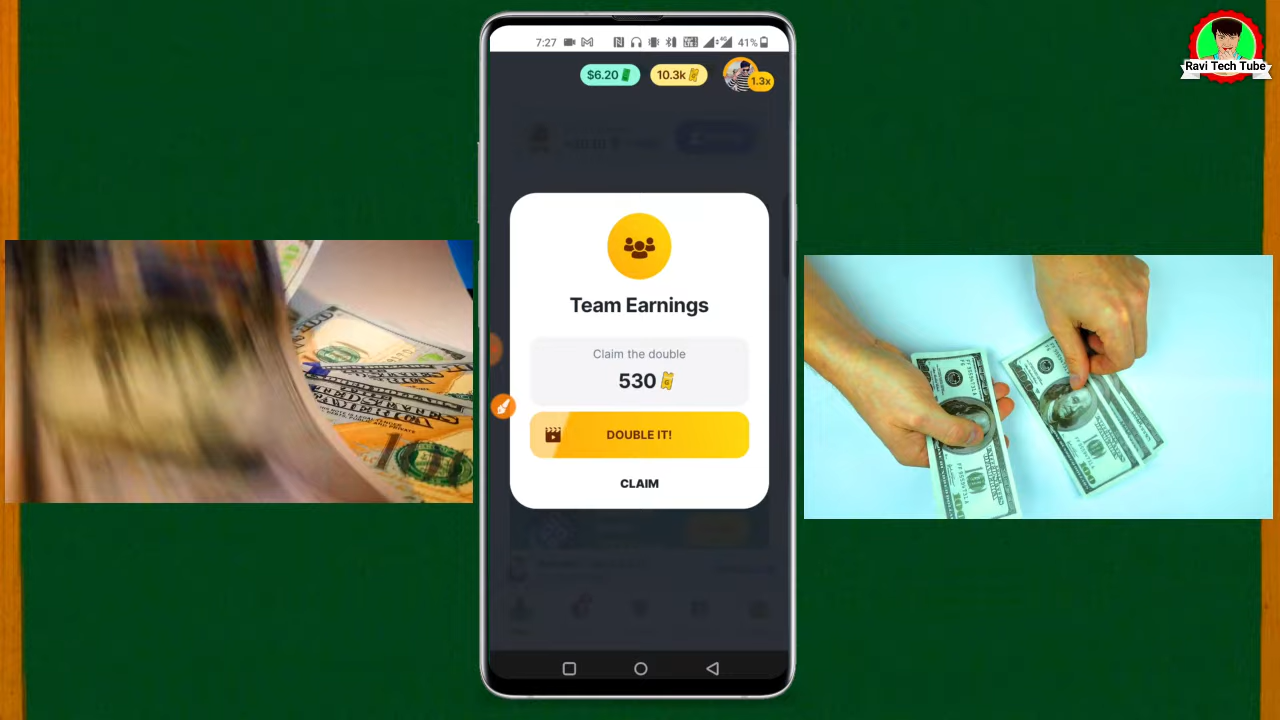 Ravi Tech Tube
7:27
41%
$6.20
10.3k
1.3x
Team Earnings
Claim the double
530
DOUBLE IT!
CLAIM